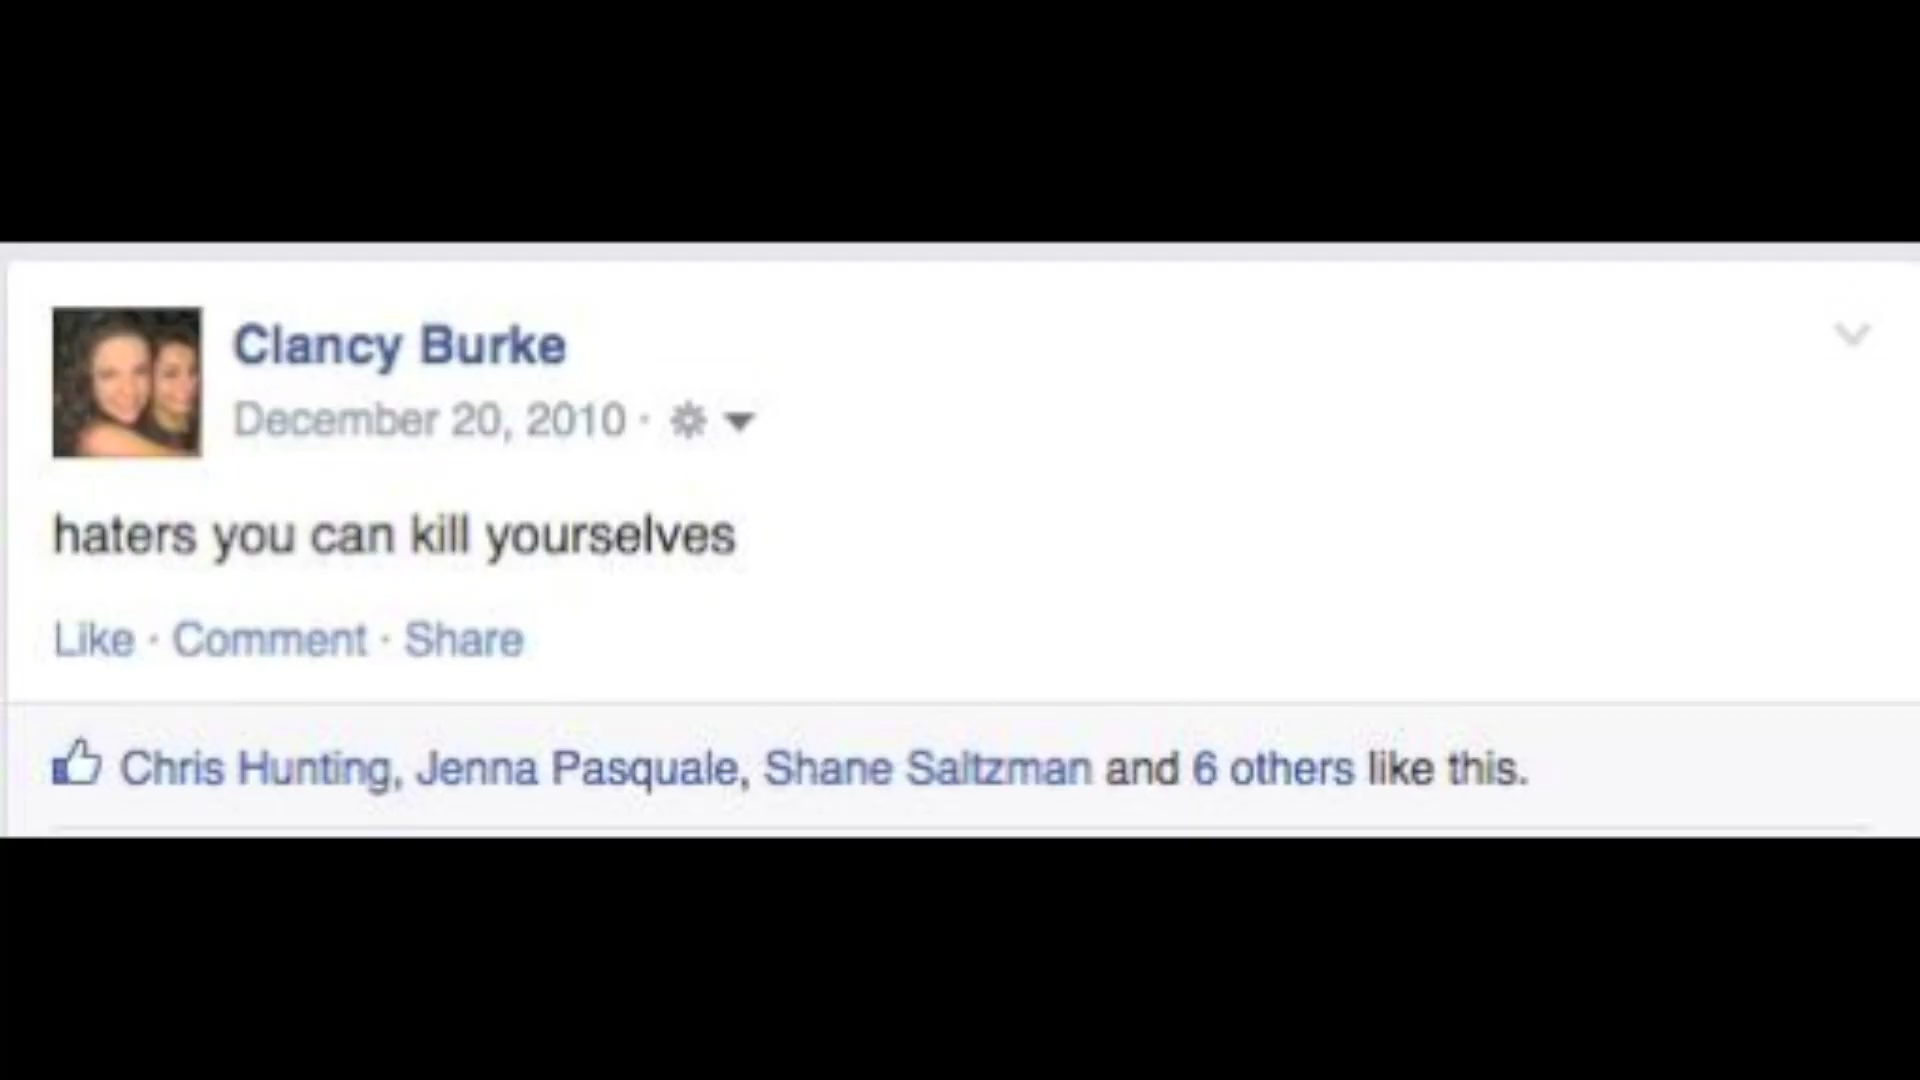 Clancy Burke
December 20, 2010 ·
haters you can kill yourselves
Like · Comment · Share
Chris Hunting, Jenna Pasquale, Shane Saltzman and 6 others like this.